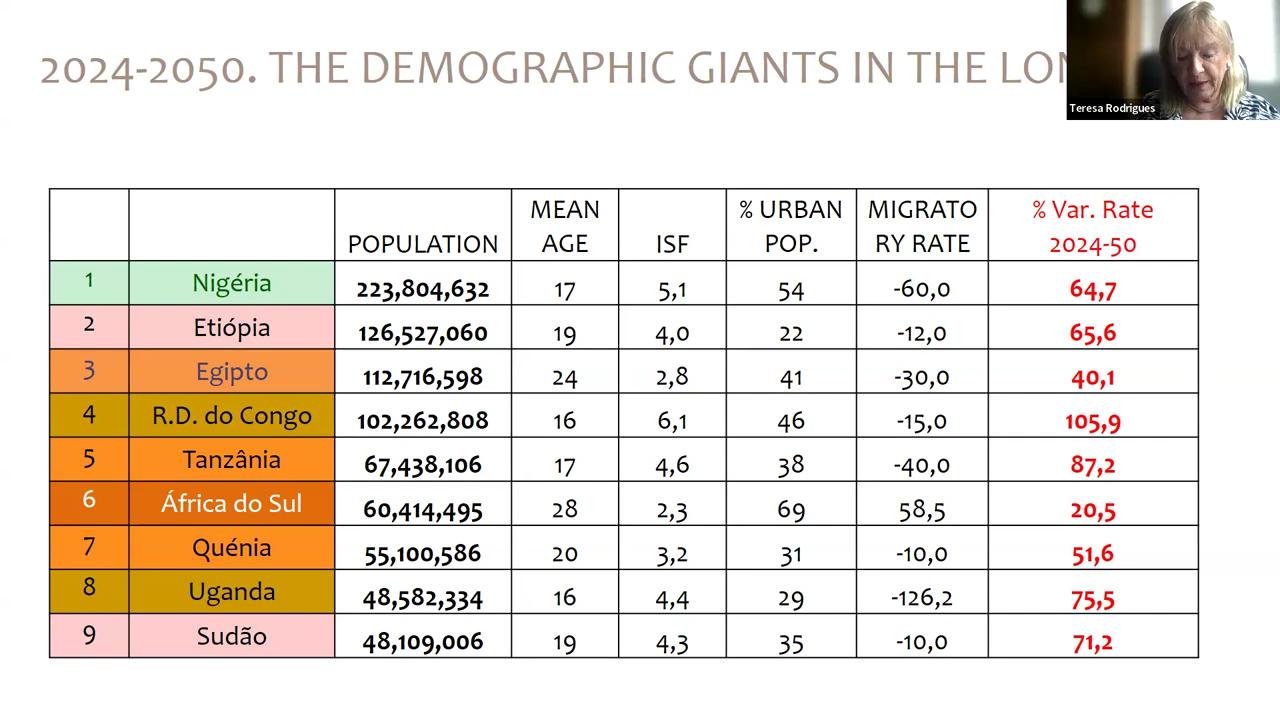 2024-2050. THE DEMOGRAPHIC GIANTS IN THE
Teresa Rodrigues
POPULATION MEAN AGE ISF % URBAN POP. MIGRATO RY RATE % Var. Rate 2024-50
1 Nigéria 223,804,632 17 5,1 54 -60,0 64,7
2 Etiópia 126,527,060 19 4,0 22 -12,0 65,6
3 Egipto 112,716,598 24 2,8 41 -30,0 40,1
4 R.D. do Congo 102,262,808 16 6,1 46 -15,0 105,9
5 Tanzânia 67,438,106 17 4,6 38 -40,0 87,2
6 África do Sul 60,414,495 28 2,3 69 58,5 20,5
7 Quénia 55,100,586 20 3,2 31 -10,0 51,6
8 Uganda 48,582,334 16 4,4 29 -126,2 75,5
9 Sudão 48,109,006 19 4,3 35 -10,0 71,2